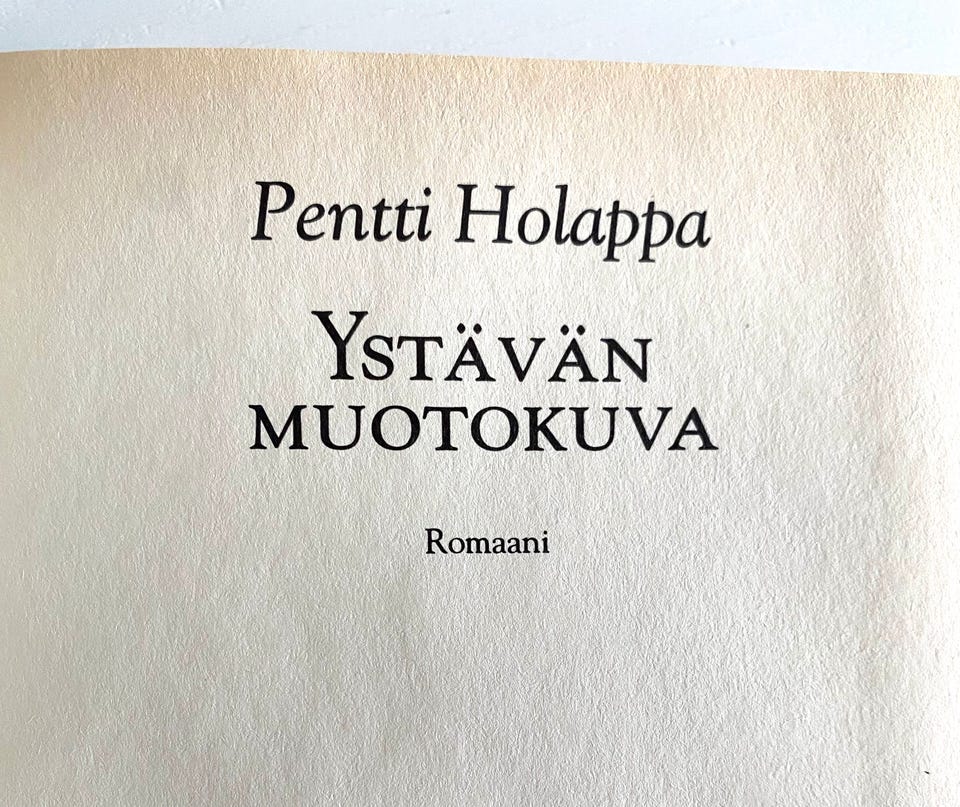 Pentti Holappa
YSTÄVÄN
MUOTOKUVA
Romaani